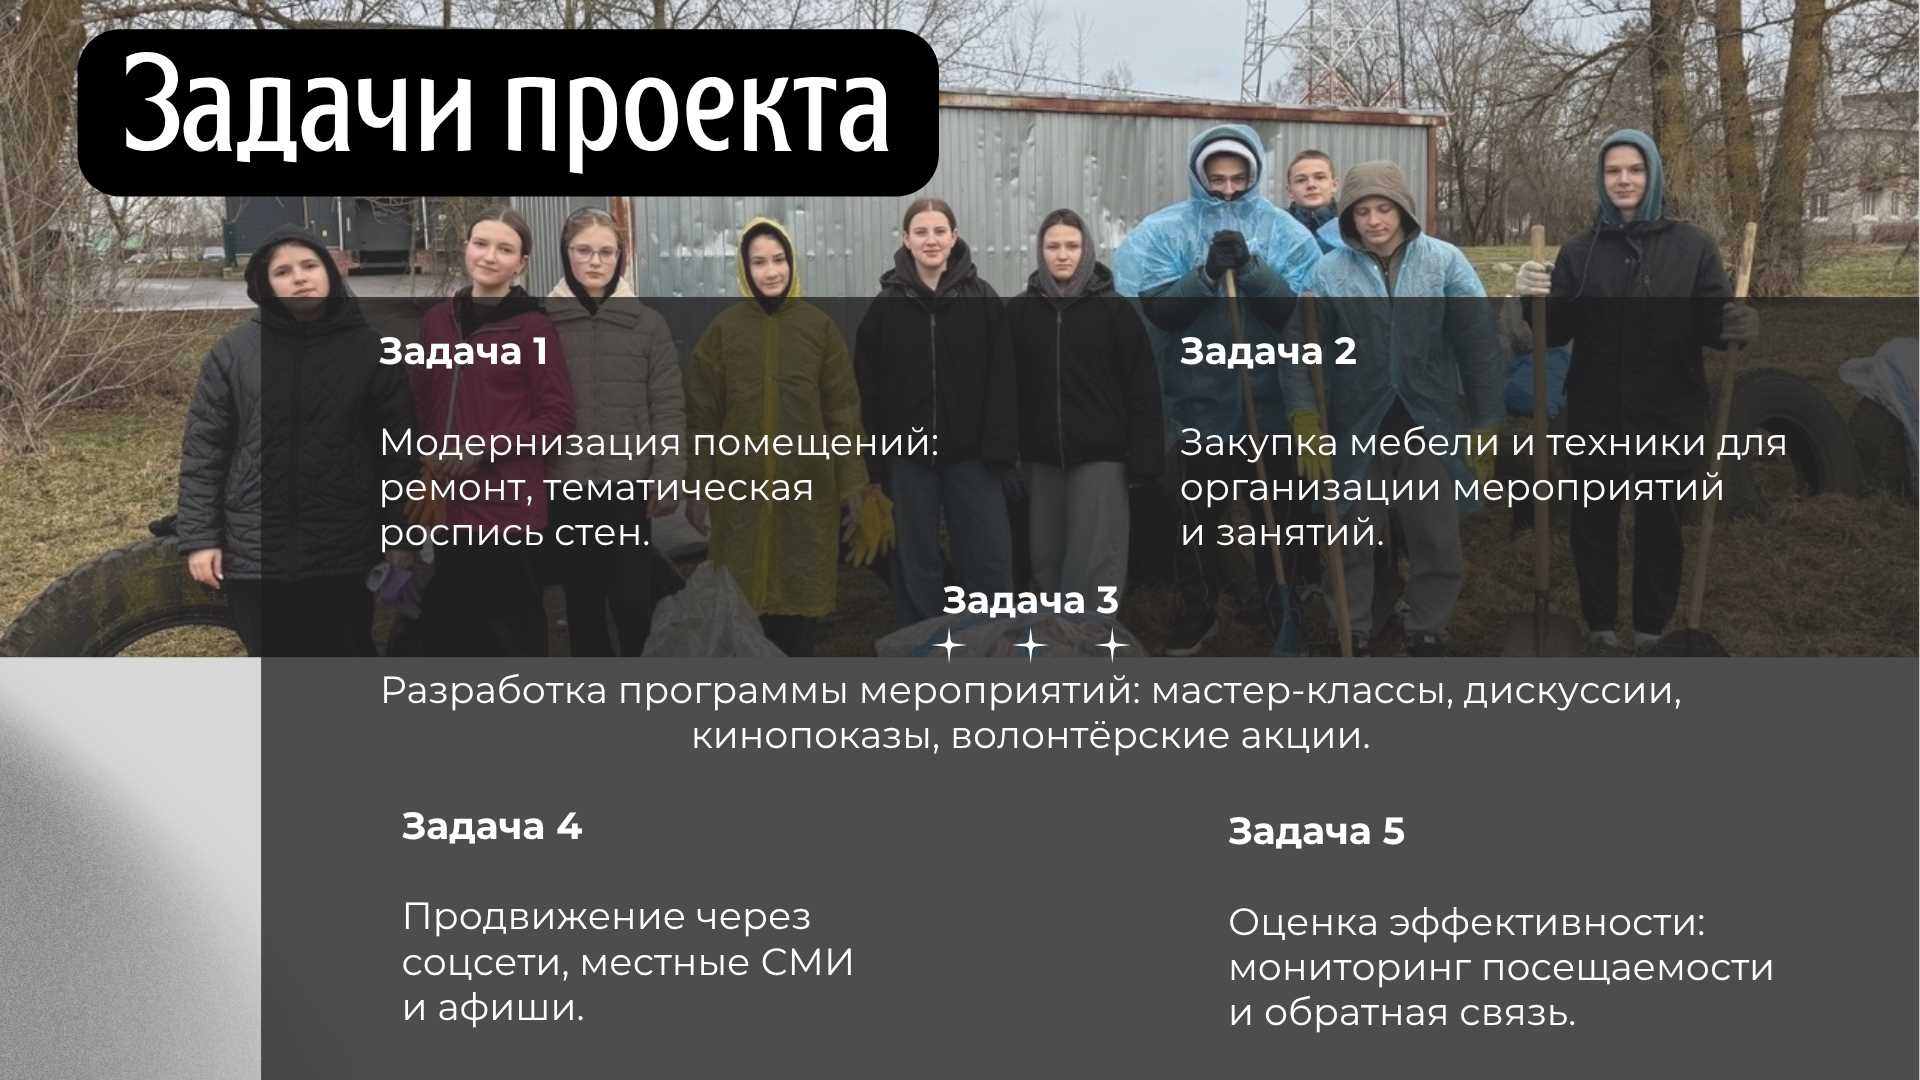 Задачи проекта
Задача 1
Модернизация помещений:
ремонт, тематическая
роспись стен.
Задача 2
Закупка мебели и техники для
организации мероприятий
и занятий.
Задача 3
Разработка программы мероприятий: мастер-классы, дискуссии,
кинопоказы, волонтёрские акции.
Задача 4
Продвижение через
соцсети, местные СМИ
и афиши.
Задача 5
Оценка эффективности:
мониторинг посещаемости
и обратная связь.